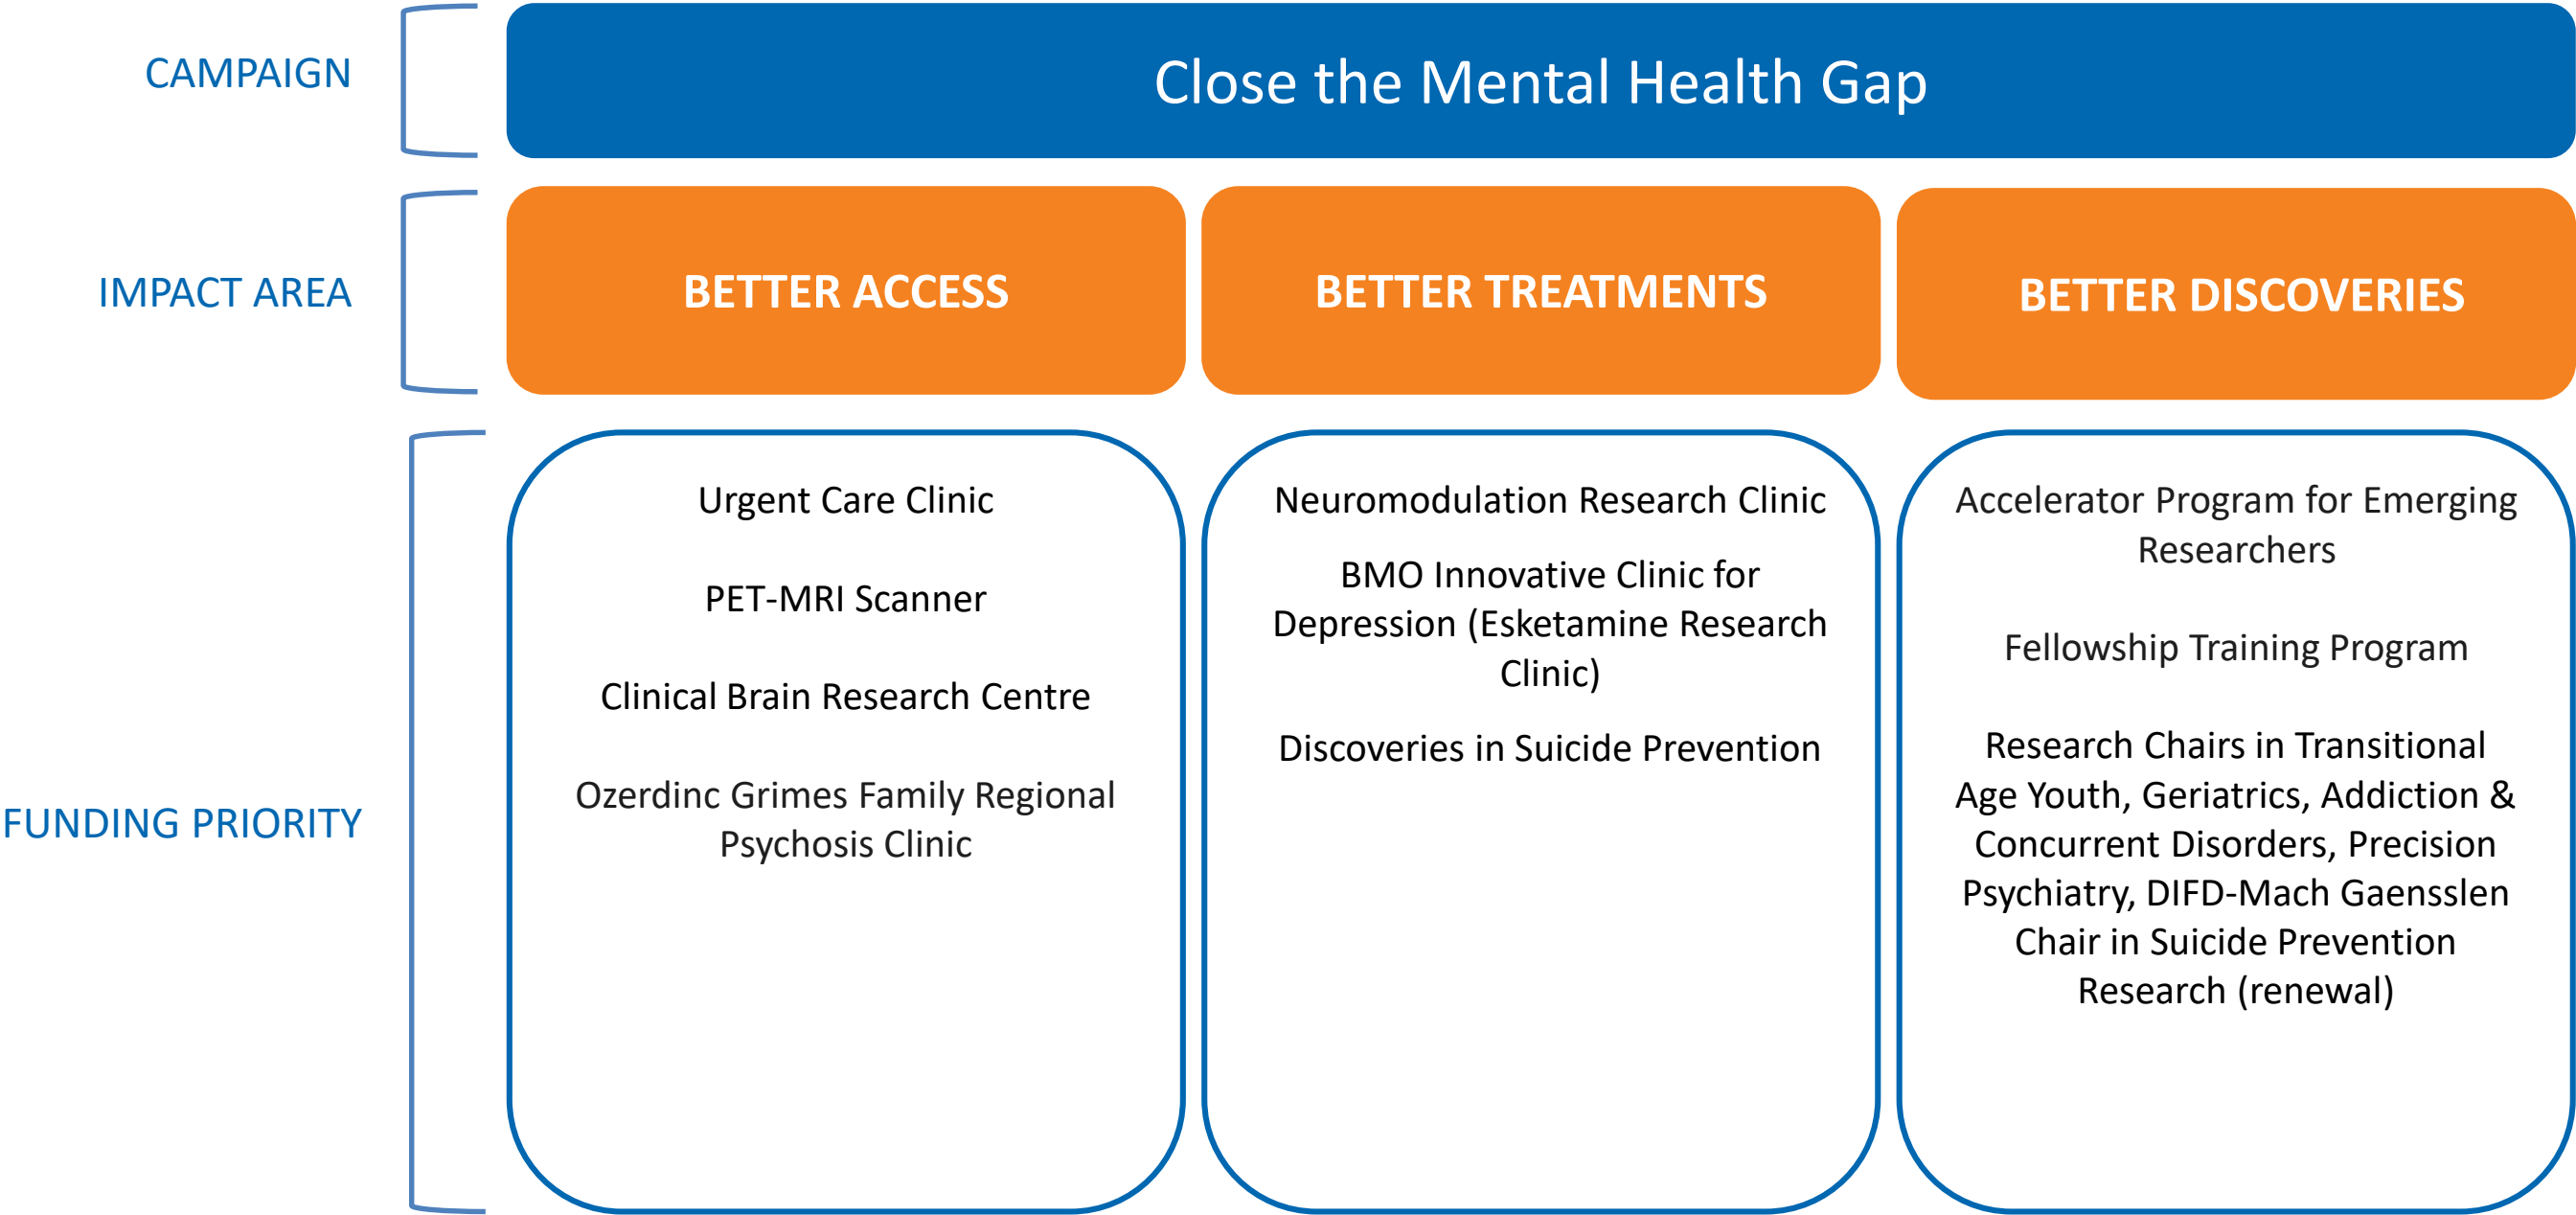 CAMPAIGN
Close the Mental Health Gap
IMPACT AREA
BETTER ACCESS
BETTER TREATMENTS
BETTER DISCOVERIES
FUNDING PRIORITY
Urgent Care Clinic
PET-MRI Scanner
Clinical Brain Research Centre
Ozerdinc Grimes Family Regional
Psychosis Clinic
Neuromodulation Research Clinic
BMO Innovative Clinic for
Depression (Esketamine Research
Clinic)
Discoveries in Suicide Prevention
Accelerator Program for Emerging
Researchers
Fellowship Training Program
Research Chairs in Transitional
Age Youth, Geriatrics, Addiction &
Concurrent Disorders, Precision
Psychiatry, DIFD-Mach Gaensslen
Chair in Suicide Prevention
Research (renewal)